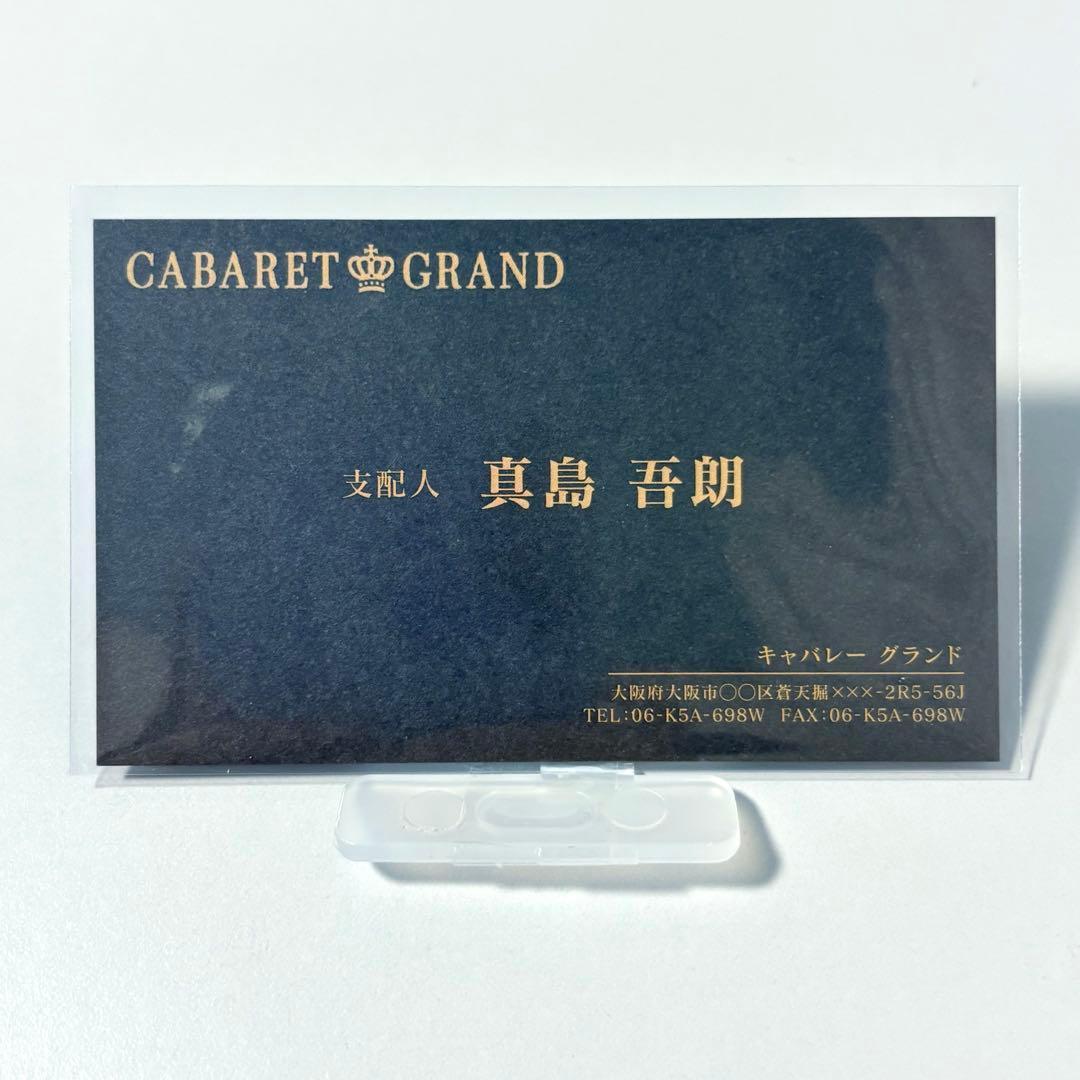 CABARET GRAND
支配人 真島 吾朗
キャバレー グランド
大阪府大阪市〇〇区蒼天掘×××-2R5-56J
TEL:06-K5A-698W FAX:06-K5A-698W